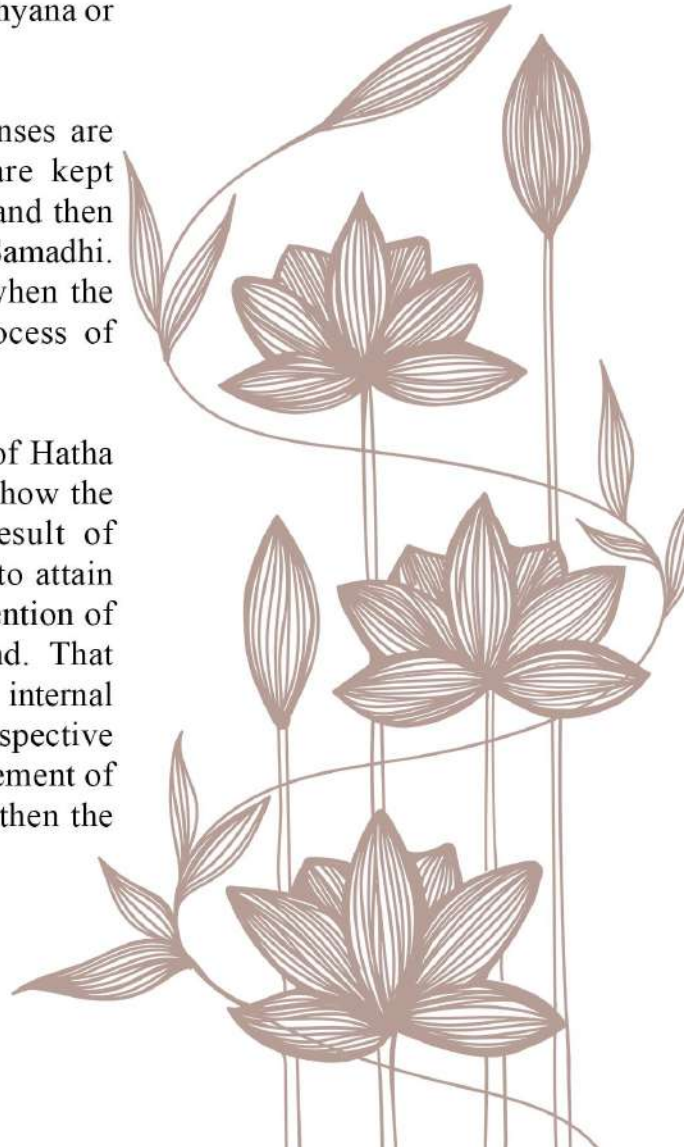 nyana or
nses are
are kept
and then
Samadhi.
when the
ocess of
of Hatha
how the
esult of
to attain
ention of
nd. That
internal
spective
ement of
then the